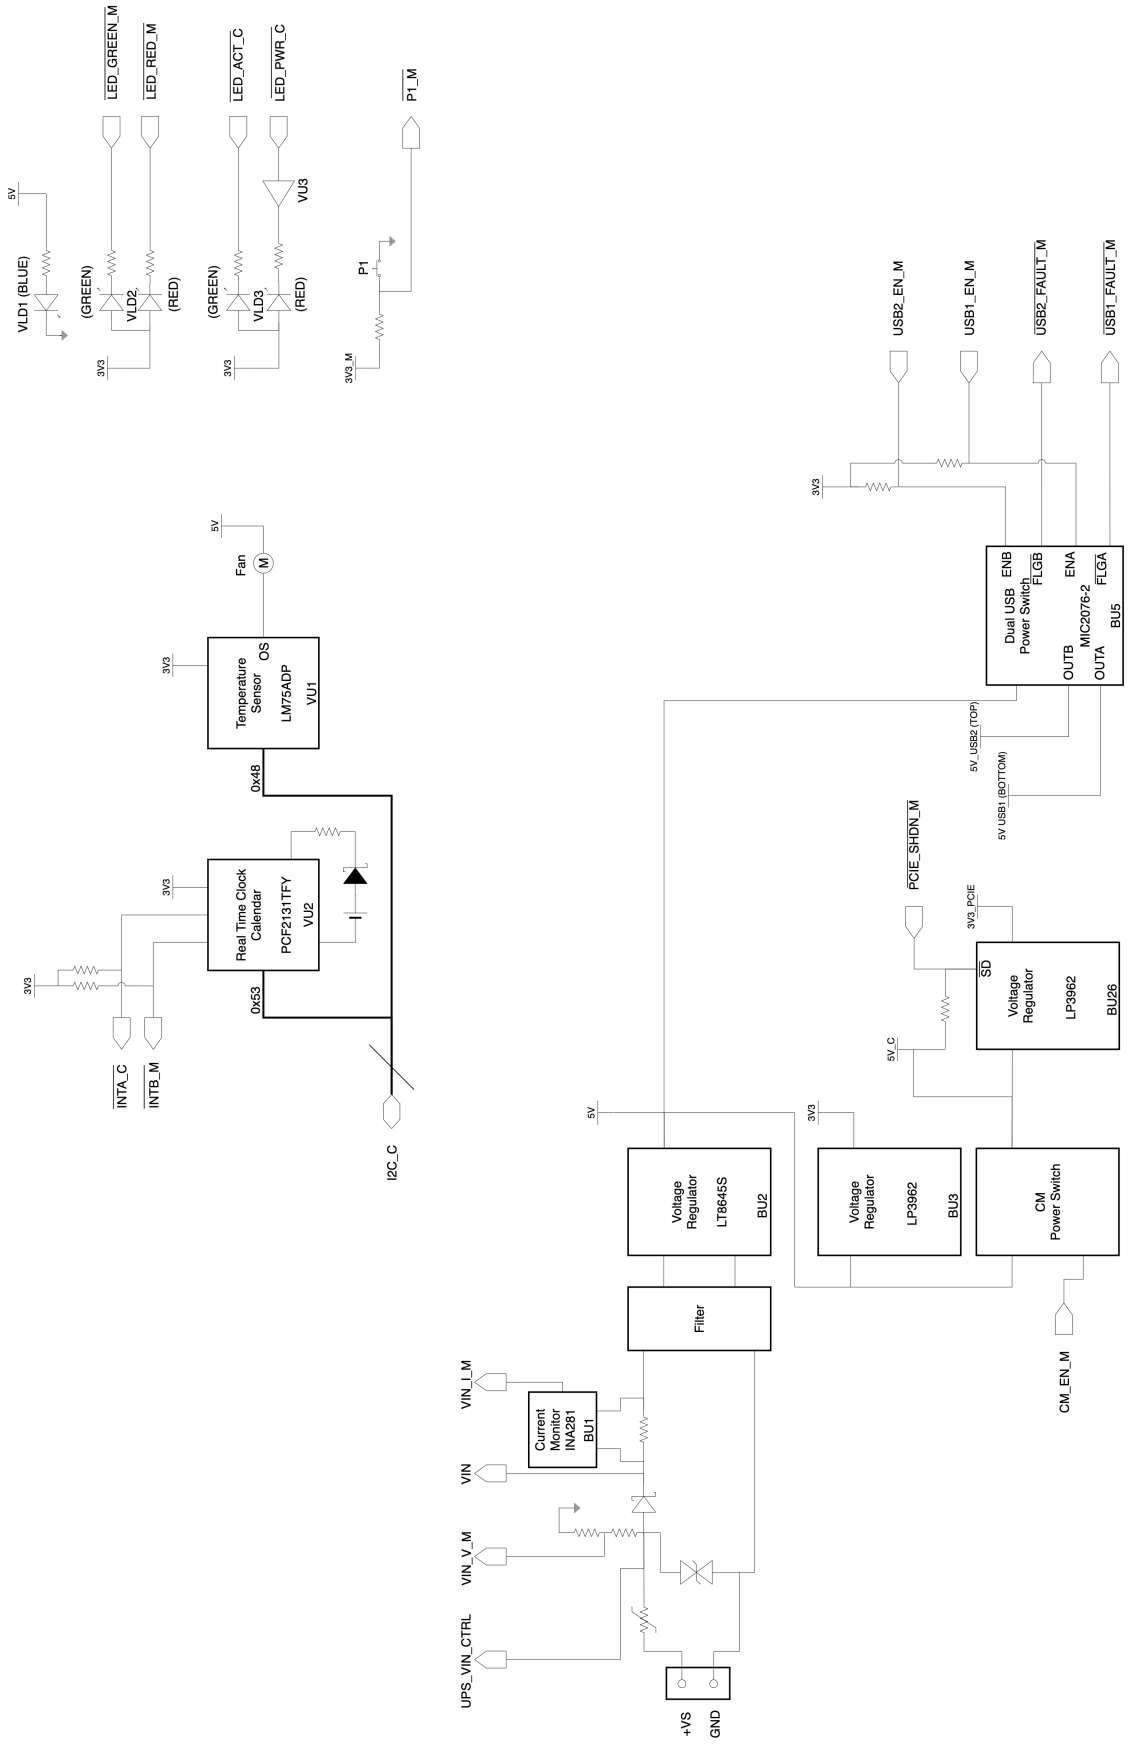 +VS
GND
UPS_VIN_CTRL
VIN_V_M
VIN
VIN_I_M
Current
Monitor
INA281
BU1
Filter
Voltage
Regulator
LT8645S
BU2
5V
Voltage
Regulator
LP3962
BU3
3V3
CM
Power Switch
CM_EN_M
5V_C
Voltage
Regulator
LP3962
BU26
SD
3V3_PCIE
PCIE_SHDN_M
5V USB1 (BOTTOM)
5V_USB2 (TOP)
Dual USB
Power Switch
MIC2076-2
BU5
OUTB
OUTA
ENB
FLGB
ENA
FLGA
3V3
USB2_EN_M
USB1_EN_M
USB2_FAULT_M
USB1_FAULT_M
I2C_C
INTA_C
INTB_M
3V3
0x53
Real Time Clock
Calendar
PCF2131TFY
VU2
3V3
0x48
Temperature
Sensor
LM75ADP
VU1
OS
3V3
Fan
M
5V
VLD1 (BLUE)
5V
3V3
(GREEN)
VLD2
(RED)
LED_GREEN_M
LED_RED_M
3V3
(GREEN)
VLD3
(RED)
VU3
LED_ACT_C
LED_PWR_C
3V3_M
P1
P1_M